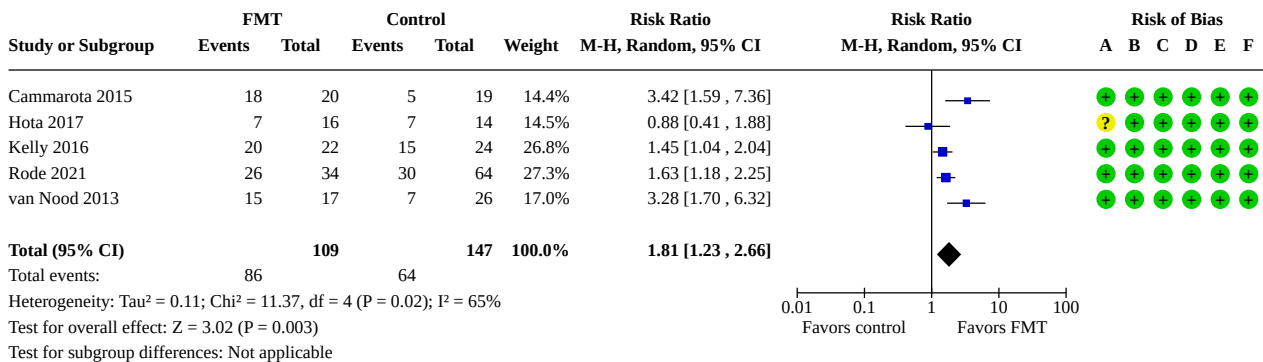 FMT Control Risk Ratio Risk Ratio Risk of Bias
Study or Subgroup Events Total Events Total Weight M-H, Random, 95% CI M-H, Random, 95% CI A B C D E F
Cammarota 2015 18 20 5 19 14.4% 3.42 [1.59 , 7.36] + + + + + +
Hota 2017 7 16 7 14 14.5% 0.88 [0.41 , 1.88] ? + + + + +
Kelly 2016 20 22 15 24 26.8% 1.45 [1.04 , 2.04] + + + + + +
Rode 2021 26 34 30 64 27.3% 1.63 [1.18 , 2.25] + + + + + +
van Nood 2013 15 17 7 26 17.0% 3.28 [1.70 , 6.32] + + + + + +
Total (95% CI) 109 147 100.0% 1.81 [1.23 , 2.66]
Total events: 86 64
Heterogeneity: Tau² = 0.11; Chi² = 11.37, df = 4 (P = 0.02); I² = 65% 0.01 0.1 1 10 100
Test for overall effect: Z = 3.02 (P = 0.003) Favors control Favors FMT
Test for subgroup differences: Not applicable